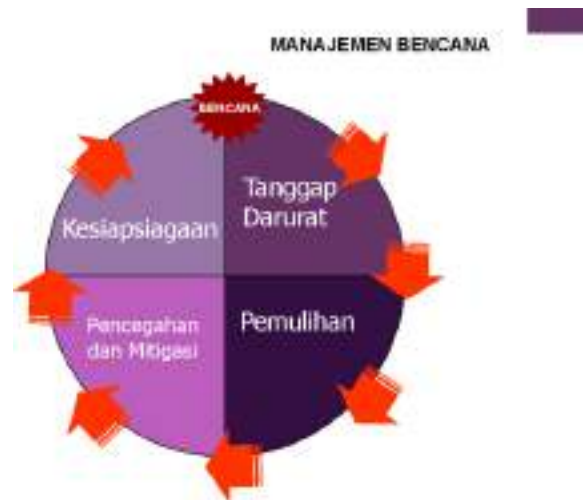 MANAJEMEN BENCANA
BENCANA
Tanggap
Darurat
Kesiapsiagaan
Pencegahan
dan Mitigasi
Pemulihan